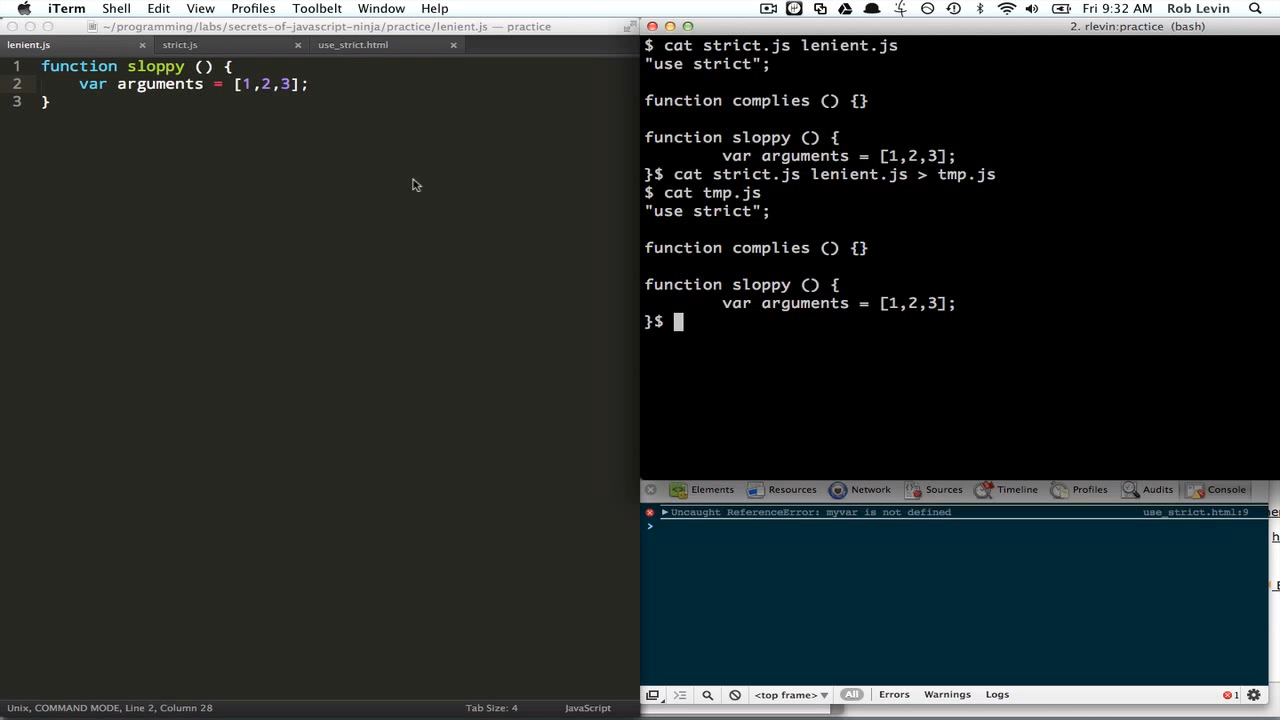 iTerm Shell Edit View Profiles Toolbelt Window Help Fri 9:32 AM Rob Levin
~/programming/labs/secrets-of-javascript-ninja/practice/lenient.js — practice
lenient.js × strict.js × use_strict.html ×
1 function sloppy () {
2 var arguments = [1,2,3];
3 }
Unix, COMMAND MODE, Line 2, Column 28 Tab Size: 4 JavaScript
2. rlevin:practice (bash)
$ cat strict.js lenient.js
"use strict";
function complies () {}
function sloppy () {
var arguments = [1,2,3];
}$ cat strict.js lenient.js > tmp.js
$ cat tmp.js
"use strict";
function complies () {}
function sloppy () {
var arguments = [1,2,3];
}$
Elements Resources Network Sources Timeline Profiles Audits Console
Uncaught ReferenceError: myvar is not defined use_strict.html:9
>
<top frame> All Errors Warnings Logs 1